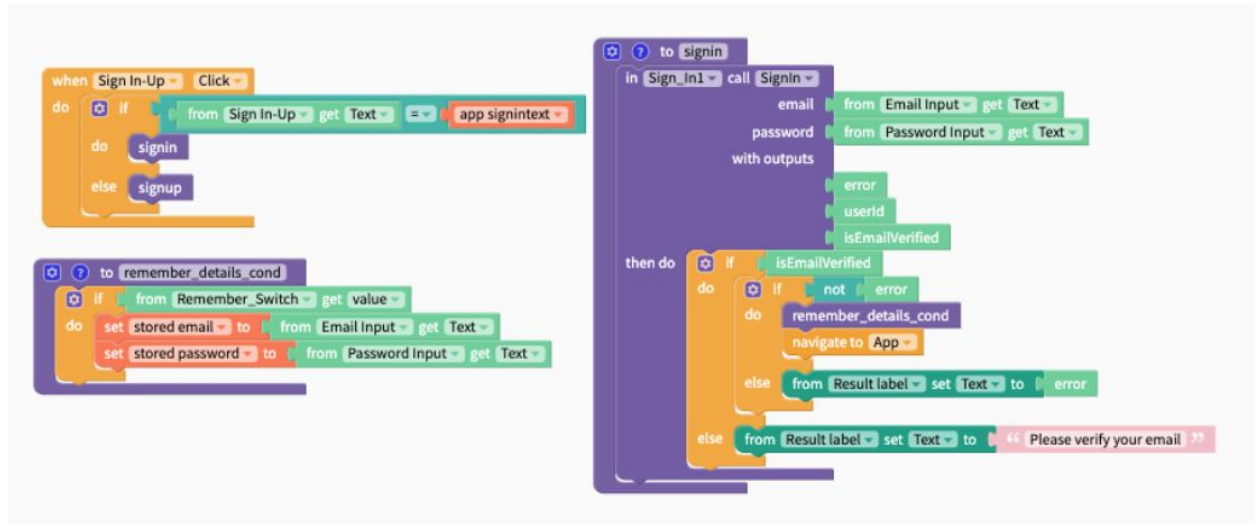 when Sign In-Up Click
do if from Sign In-Up get Text = app signintext
do signin
else signup
to remember_details_cond
if from Remember_Switch get value
do set stored email to from Email Input get Text
set stored password to from Password Input get Text
? to signin
in Sign_In1 call SignIn
email from Email Input get Text
password from Password Input get Text
with outputs
error
userId
isEmailVerified
then do if isEmailVerified
do if not error
do remember_details_cond
navigate to App
else from Result label set Text to error
else from Result label set Text to “ Please verify your email ”